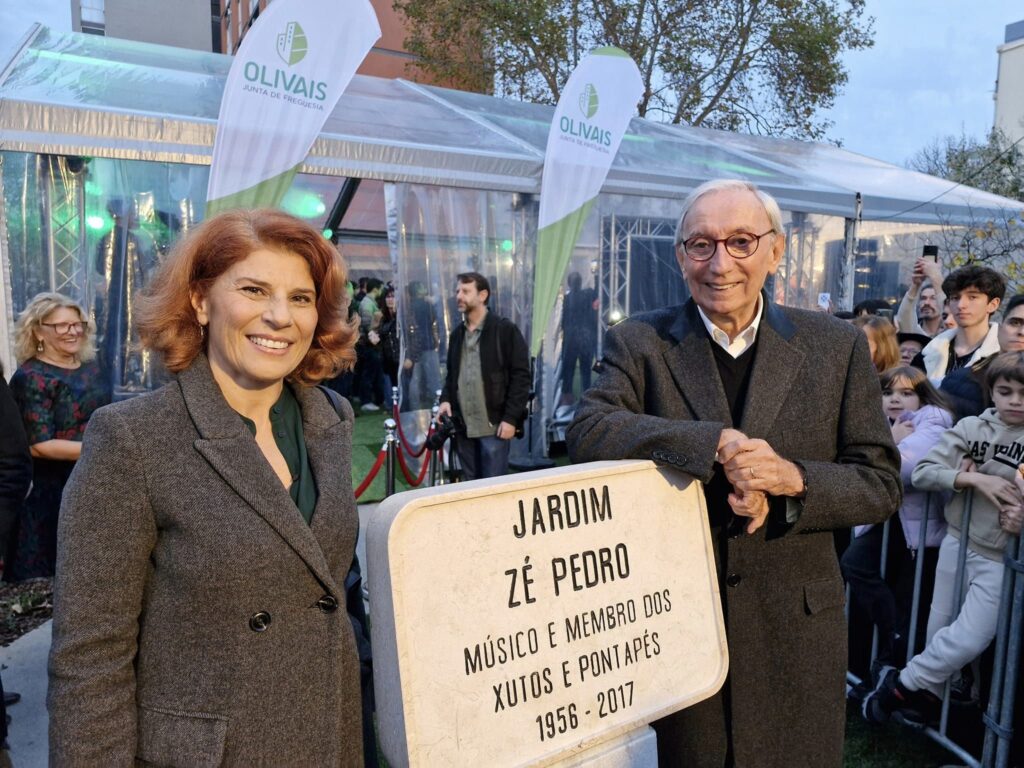 OLIVAIS
JUNTA DE FREGUESIA
OLIVAIS
JUNTA DE FREGUESIA
JARDIM
ZÉ PEDRO
MÚSICO E MEMBRO DOS
XUTOS E PONTAPÉS
1956 - 2017